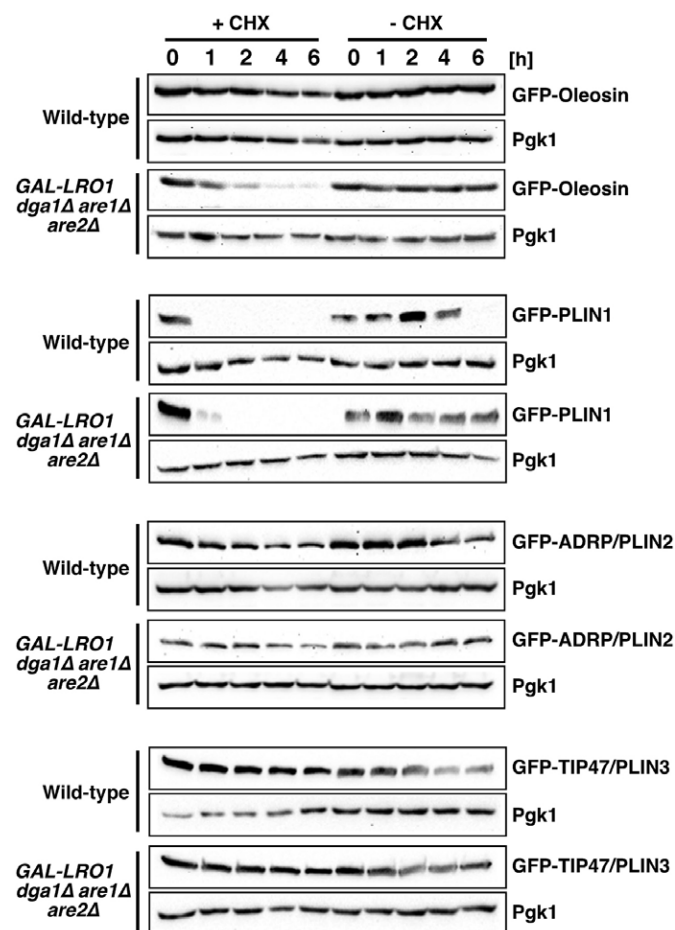 + CHX - CHX
0 1 2 4 6 0 1 2 4 6 [h]
Wild-type GFP-Oleosin
Pgk1
GAL-LRO1 dga1Δ are1Δ are2Δ GFP-Oleosin
Pgk1
Wild-type GFP-PLIN1
Pgk1
GAL-LRO1 dga1Δ are1Δ are2Δ GFP-PLIN1
Pgk1
Wild-type GFP-ADRP/PLIN2
Pgk1
GAL-LRO1 dga1Δ are1Δ are2Δ GFP-ADRP/PLIN2
Pgk1
Wild-type GFP-TIP47/PLIN3
Pgk1
GAL-LRO1 dga1Δ are1Δ are2Δ GFP-TIP47/PLIN3
Pgk1